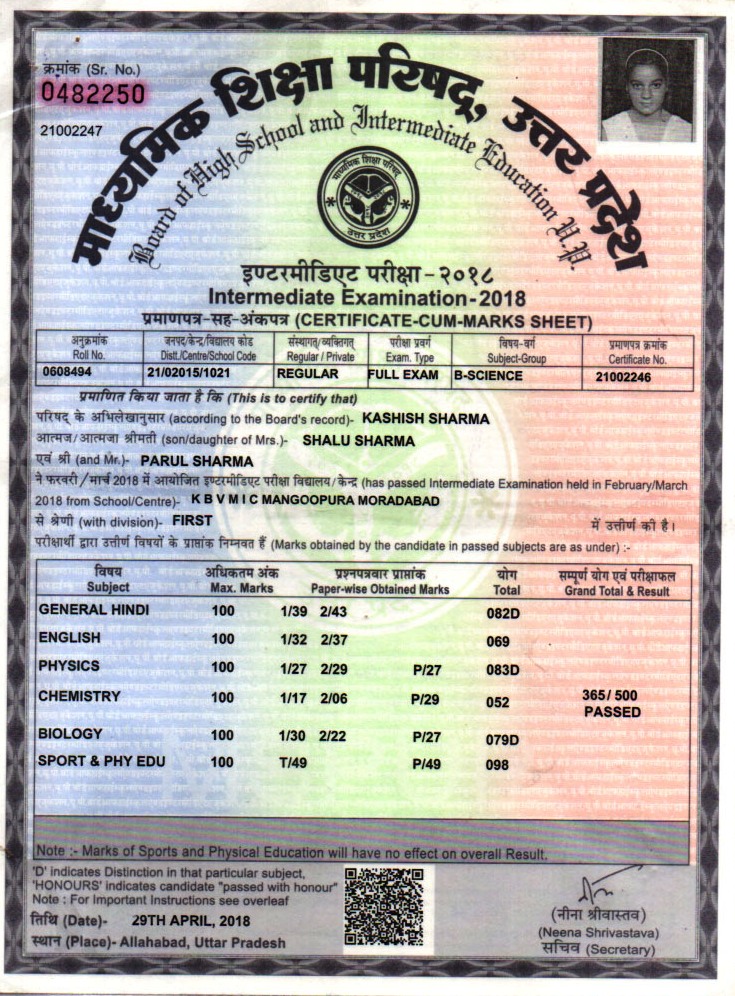 क्रमांक (Sr. No.)
0482250
21002247
माध्यमिक शिक्षा परिषद्, उत्तर प्रदेश
Board of High School and Intermediate Education U.P.
माध्यमिक शिक्षा परिषद
उत्तर प्रदेश
इण्टरमीडिएट परीक्षा-२०१८
Intermediate Examination-2018
प्रमाणपत्र-सह-अंकपत्र (CERTIFICATE-CUM-MARKS SHEET)
अनुक्रमांक जनपद/केन्द्र/विद्यालय कोड संस्थागत/व्यक्तिगत् परीक्षा प्रवर्ग विषय-वर्ग प्रमाणपत्र क्रमांक
Roll No. Distt./Centre/School Code Regular / Private Exam. Type Subject-Group Certificate No.
0608494 21/02015/1021 REGULAR FULL EXAM B-SCIENCE 21002246
प्रमाणित किया जाता है कि (This is to certify that)
परिषद् के अभिलेखानुसार (according to the Board's record)- KASHISH SHARMA
आत्मज/आत्मजा श्रीमती (son/daughter of Mrs.)- SHALU SHARMA
एवं श्री (and Mr.)- PARUL SHARMA
ने फरवरी/मार्च 2018 में आयोजित इण्टरमीडिएट परीक्षा विद्यालय/केन्द्र (has passed Intermediate Examination held in February/March
2018 from School/Centre)- K B V M I C MANGOOPURA MORADABAD
से श्रेणी (with division)- FIRST में उत्तीर्ण की है।
परीक्षार्थी द्वारा उत्तीर्ण विषयों के प्राप्तांक निम्नवत हैं (Marks obtained by the candidate in passed subjects are as under) :-
विषय अधिकतम अंक प्रश्नपत्रवार प्राप्तांक योग सम्पूर्ण योग एवं परीक्षाफल
Subject Max. Marks Paper-wise Obtained Marks Total Grand Total & Result
GENERAL HINDI 100 1/39 2/43 082D
ENGLISH 100 1/32 2/37 069
PHYSICS 100 1/27 2/29 P/27 083D
CHEMISTRY 100 1/17 2/06 P/29 052 365/ 500
PASSED
BIOLOGY 100 1/30 2/22 P/27 079D
SPORT & PHY EDU 100 T/49 P/49 098
Note :- Marks of Sports and Physical Education will have no effect on overall Result.
'D' indicates Distinction in that particular subject,
'HONOURS' indicates candidate "passed with honour"
Note : For Important Instructions see overleaf
तिथि (Date)- 29TH APRIL, 2018
स्थान (Place)- Allahabad, Uttar Pradesh
(नीना श्रीवास्तव)
(Neena Shrivastava)
सचिव (Secretary)